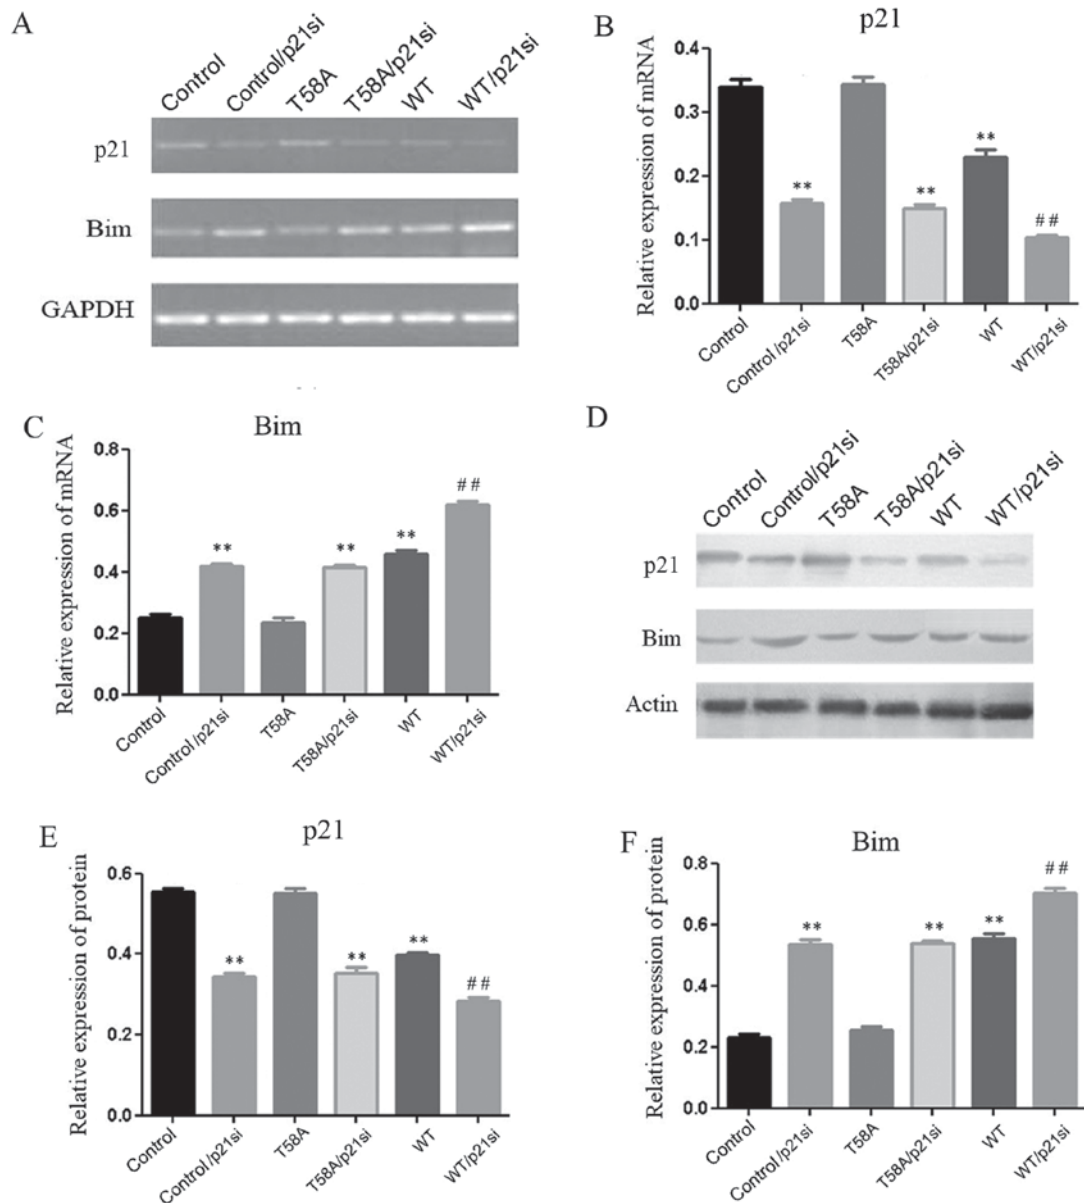 A
Control
Control/p21si
T58A
T58A/p21si
WT
WT/p21si
p21
Bim
GAPDH
B
p21
Relative expression of mRNA
0.4
0.3
0.2
0.1
0.0
**
**
**
##
Control
Control /p21si
T58A
T58A/p21si
WT
WT/p21si
C
Bim
Relative expression of mRNA
0.8
0.6
0.4
0.2
0.0
**
**
**
##
Control
Control /p21si
T58A
T58A/p21si
WT
WT/p21si
D
Control
Control/p21si
T58A
T58A/p21si
WT
WT/p21si
p21
Bim
Actin
E
p21
Relative expression of protein
0.6
0.4
0.2
0.0
**
**
**
##
Control
Control /p21si
T58A
T58A/p21si
WT
WT/p21si
F
Bim
Relative expression of protein
0.8
0.6
0.4
0.2
0.0
**
**
**
##
Control
Control /p21si
T58A
T58A/p21si
WT
WT/p21si